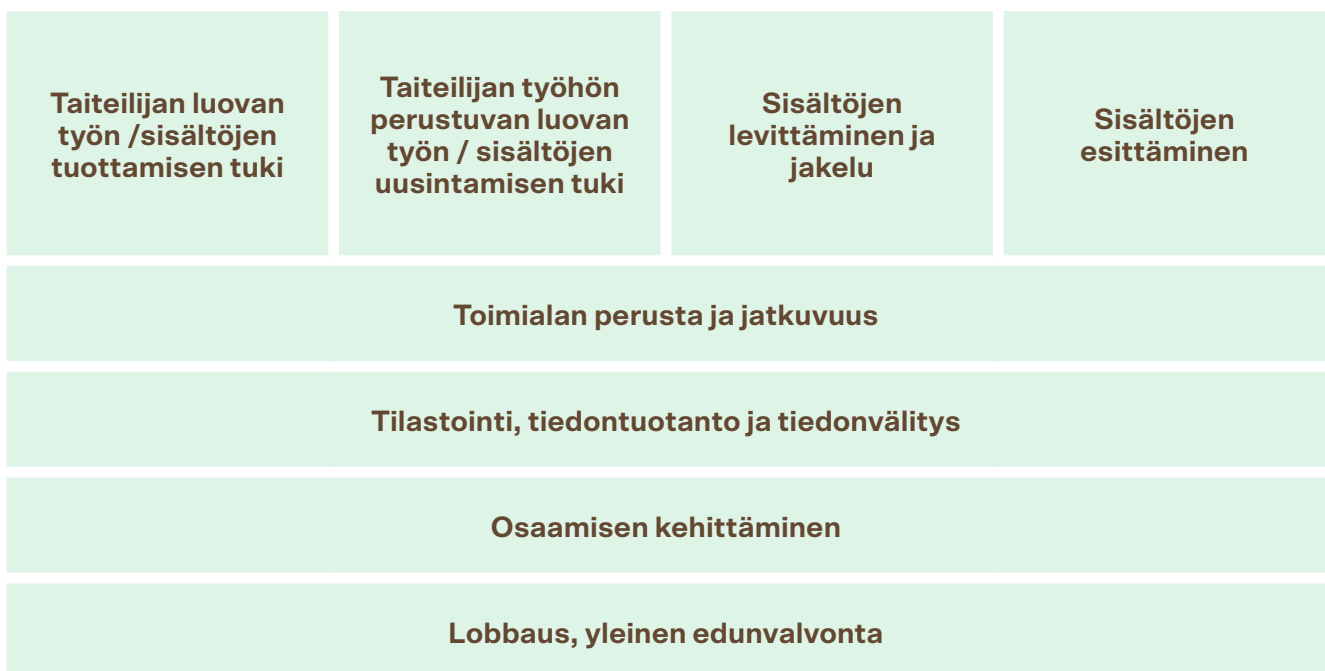 Taiteilijan luovan
työn /sisältöjen
tuottamisen tuki
Taiteilijan työhön
perustuvan luovan
työn / sisältöjen
uusintamisen tuki
Sisältöjen
levittäminen ja
jakelu
Sisältöjen
esittäminen
Toimialan perusta ja jatkuvuus
Tilastointi, tiedontuotanto ja tiedonvälitys
Osaamisen kehittäminen
Lobbaus, yleinen edunvalvonta